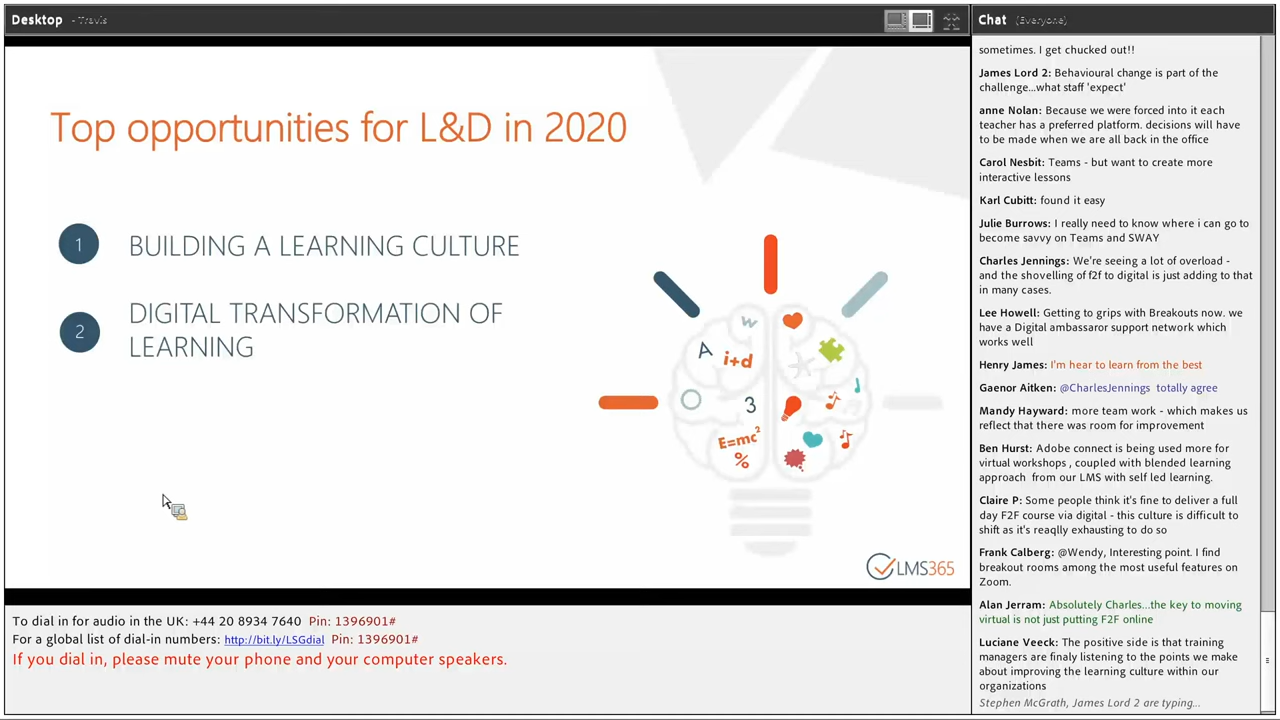 Desktop - Travis
Top opportunities for L&D in 2020
1 BUILDING A LEARNING CULTURE
2 DIGITAL TRANSFORMATION OF
LEARNING
W
A
i+d
3
E=mc²
%
LMS365
To dial in for audio in the UK: +44 20 8934 7640 Pin: 1396901#
For a global list of dial-in numbers: http://bit.ly/LSGdial Pin: 1396901#
If you dial in, please mute your phone and your computer speakers.
Chat (Everyone)
sometimes. I get chucked out!!
James Lord 2: Behavioural change is part of the
challenge...what staff 'expect'
anne Nolan: Because we were forced into it each
teacher has a preferred platform. decisions will have
to be made when we are all back in the office
Carol Nesbit: Teams - but want to create more
interactive lessons
Karl Cubitt: found it easy
Julie Burrows: I really need to know where i can go to
become savvy on Teams and SWAY
Charles Jennings: We're seeing a lot of overload -
and the shovelling of f2f to digital is just adding to that
in many cases.
Lee Howell: Getting to grips with Breakouts now. we
have a Digital ambassaror support network which
works well
Henry James: I'm hear to learn from the best
Gaenor Aitken: @CharlesJennings totally agree
Mandy Hayward: more team work - which makes us
reflect that there was room for improvement
Ben Hurst: Adobe connect is being used more for
virtual workshops , coupled with blended learning
approach from our LMS with self led learning.
Claire P: Some people think it's fine to deliver a full
day F2F course via digital - this culture is difficult to
shift as it's reaqlly exhausting to do so
Frank Calberg: @Wendy, Interesting point. I find
breakout rooms among the most useful features on
Zoom.
Alan Jerram: Absolutely Charles...the key to moving
virtual is not just putting F2F online
Luciane Veeck: The positive side is that training
managers are finaly listening to the points we make
about improving the learning culture within our
organizations
Stephen McGrath, James Lord 2 are typing...